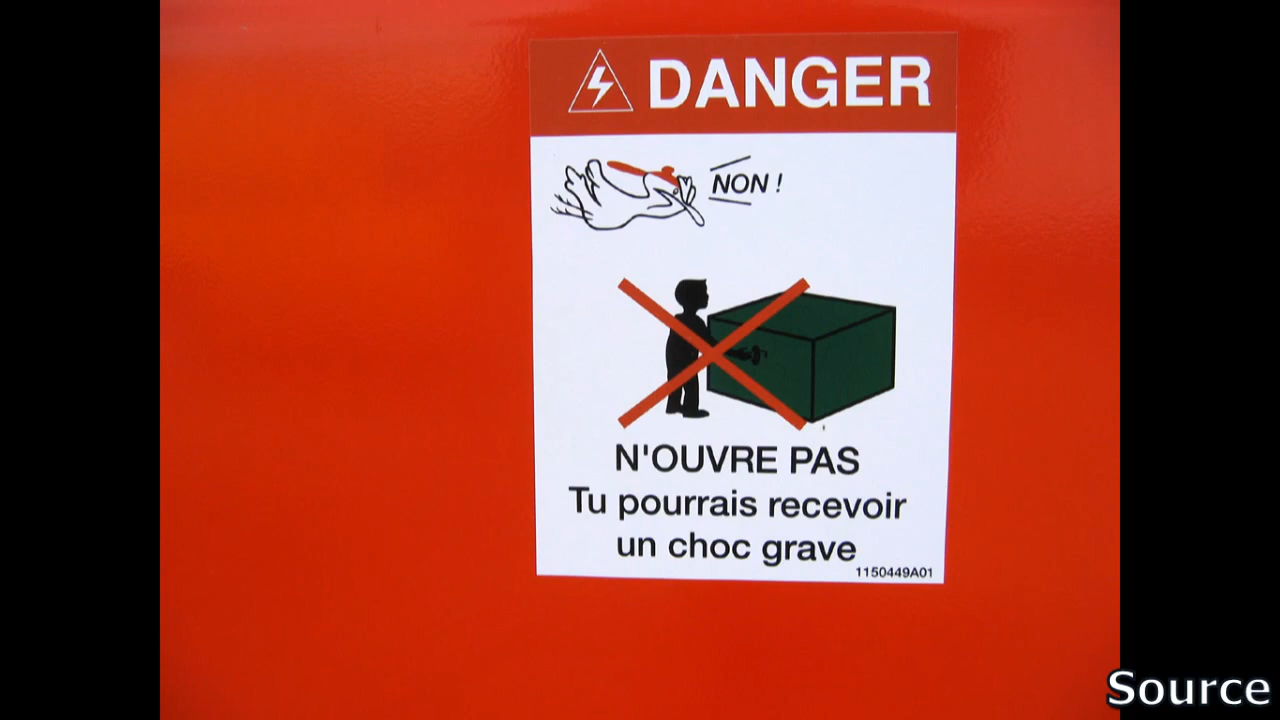 DANGER
NON !
N'OUVRE PAS
Tu pourrais recevoir
un choc grave
1150449A01
Source